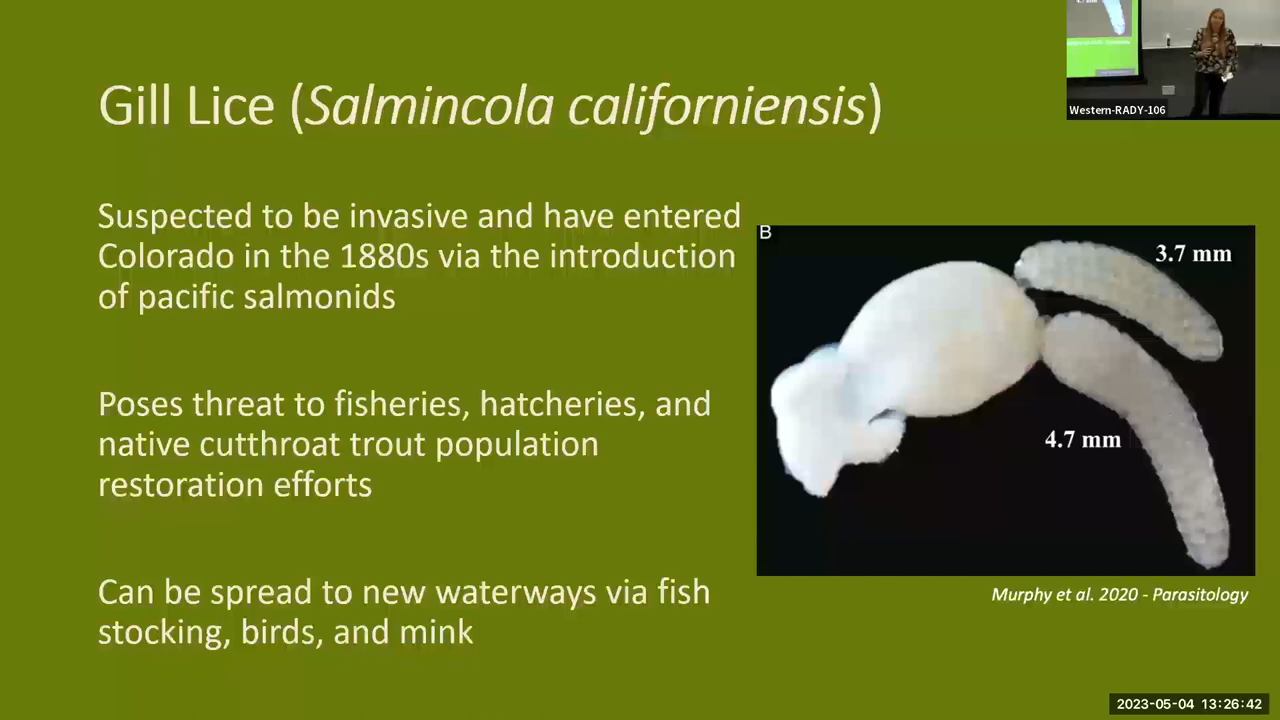 Gill Lice (Salmincola californiensis)
Western-RADY-106
Suspected to be invasive and have entered
Colorado in the 1880s via the introduction
of pacific salmonids
Poses threat to fisheries, hatcheries, and
native cutthroat trout population
restoration efforts
Can be spread to new waterways via fish
stocking, birds, and mink
B
3.7 mm
4.7 mm
Murphy et al. 2020 - Parasitology
2023-05-04 13:26:42